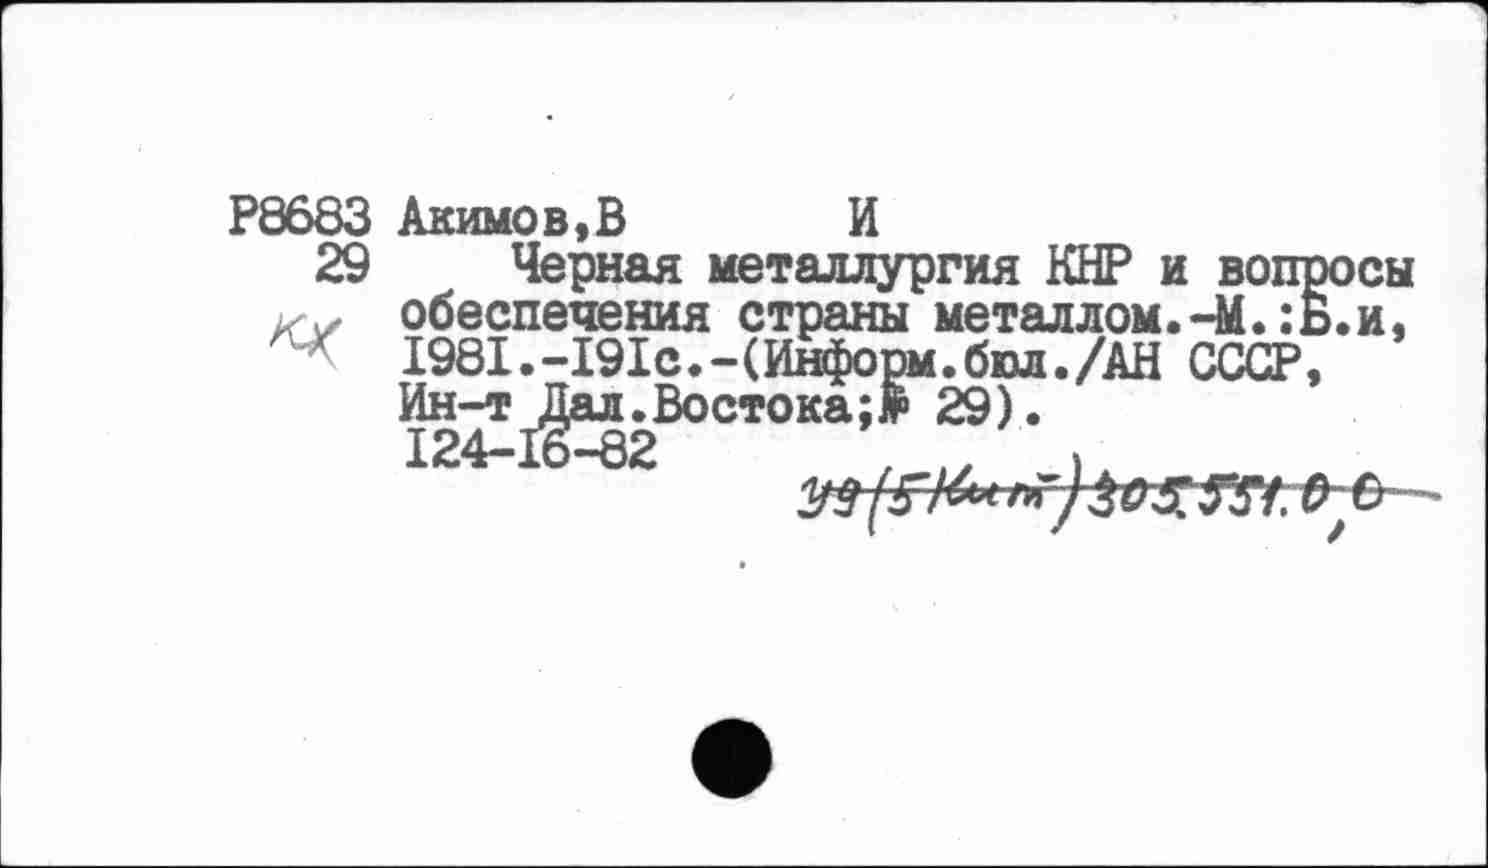 Р8683 Акимов,В И
29 Черная металлургия КНР и вопросы
обеспечения страны металлом.-М.:Б.и,
КХ
1981.-191с.-(Информ.бюл./АН СССР,
Ин-т Дал.Востока;№ 29).
124-16-82
У9(5Кит)305.551.0,0